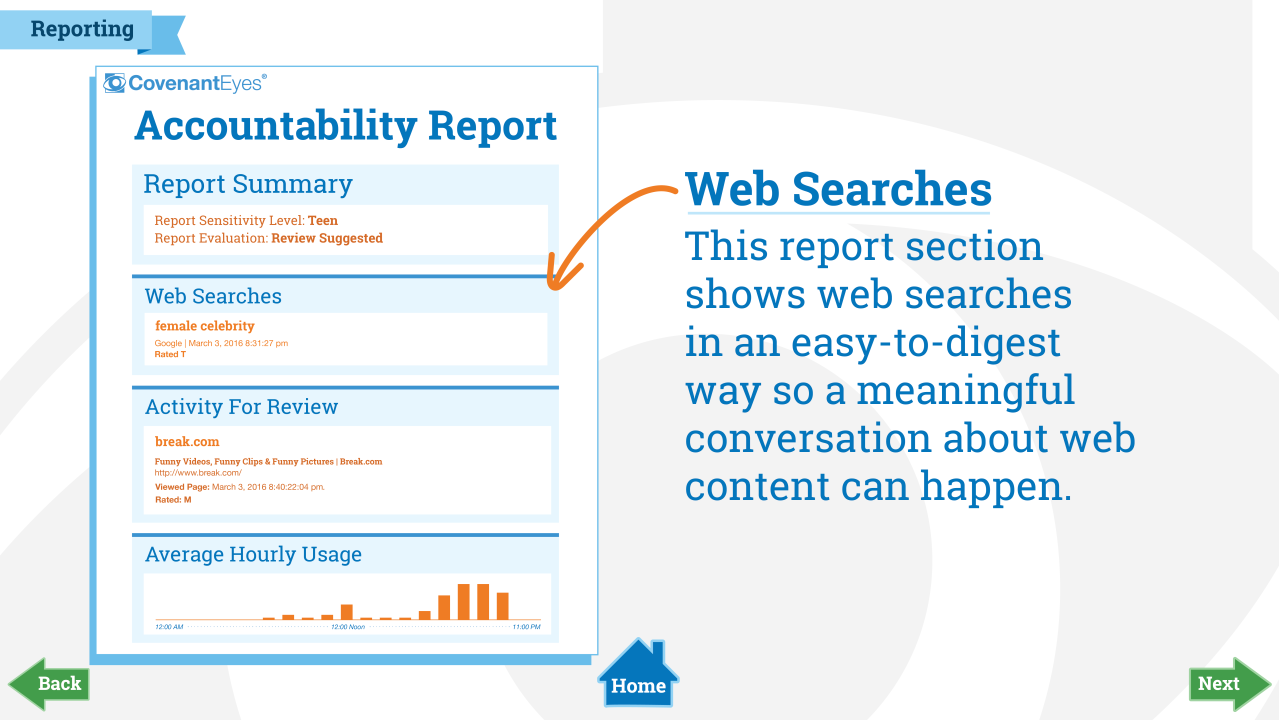 Reporting
CovenantEyes®
Accountability Report
Report Summary
Report Sensitivity Level: Teen
Report Evaluation: Review Suggested
Web Searches
female celebrity
Google | March 3, 2016 8:31:27 pm
Rated T
Activity For Review
break.com
Funny Videos, Funny Clips & Funny Pictures | Break.com
http://www.break.com/
Viewed Page: March 3, 2016 8:40:22:04 pm.
Rated: M
Average Hourly Usage
12:00 AM 12:00 Noon 11:00 PM
Web Searches
This report section
shows web searches
in an easy-to-digest
way so a meaningful
conversation about web
content can happen.
Back
Home
Next